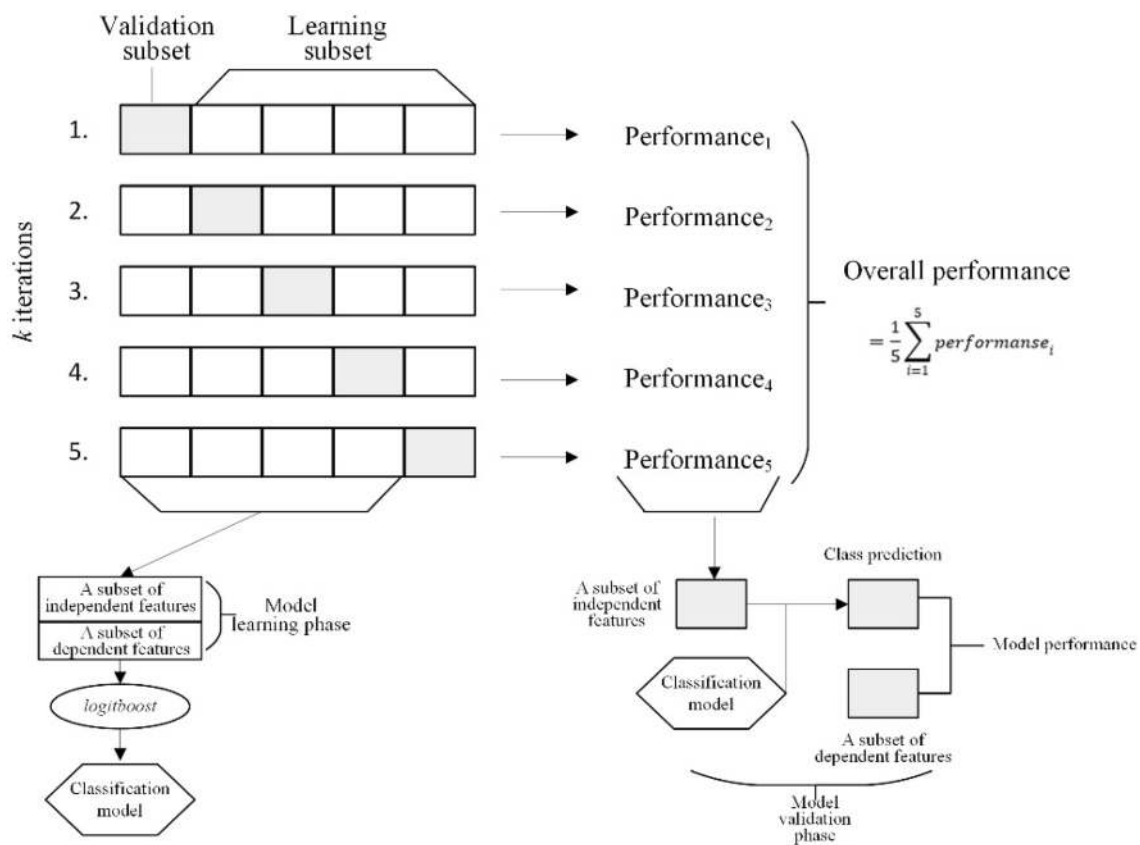 Validation
subset
Learning
subset
k iterations
1.
2.
3.
4.
5.
Performance₁
Performance₂
Performance₃
Performance₄
Performance₅
Overall performance
= 1/5 ∑ᵢ₌₁⁵ performanseᵢ
A subset of
independent features
A subset of
dependent features
Model
learning phase
logitboost
Classification
model
A subset of
independent
features
Classification
model
Class prediction
A subset of
dependent features
Model performance
Model
validation
phase